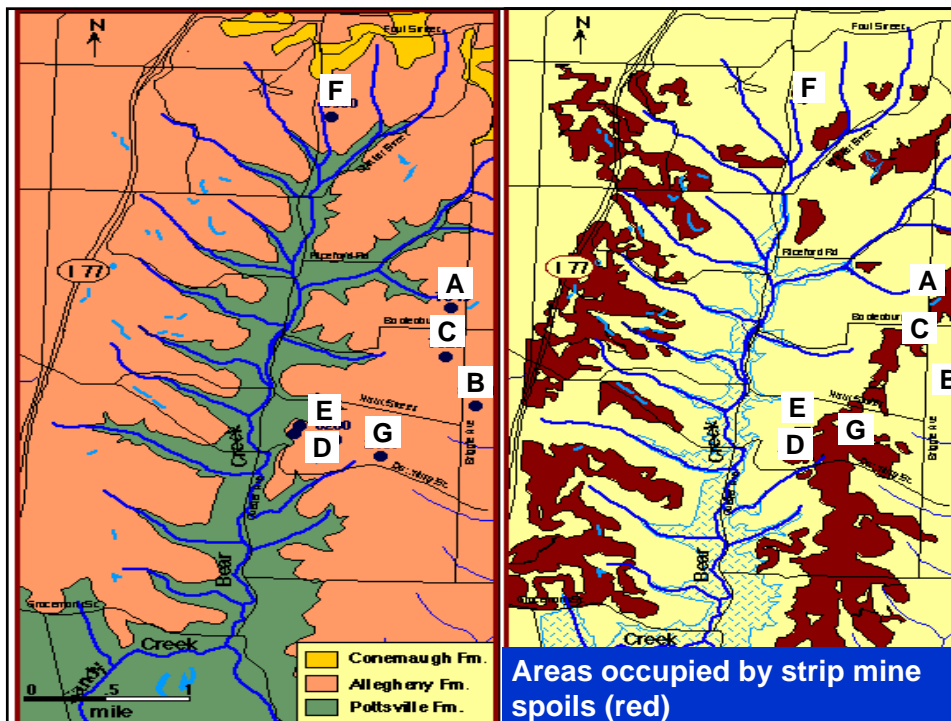 N
Foul Street
F
I 77
Riceford Rd
A
C
B
E
D
G
Creek
Bear
Creek
Conemaugh Fm.
Allegheny Fm.
Pottsville Fm.
0 .5 1
mile
N
Foul Street
F
I 77
Riceford Rd
A
C
B
E
D
G
Creek
Bear
Creek
Areas occupied by strip mine
spoils (red)